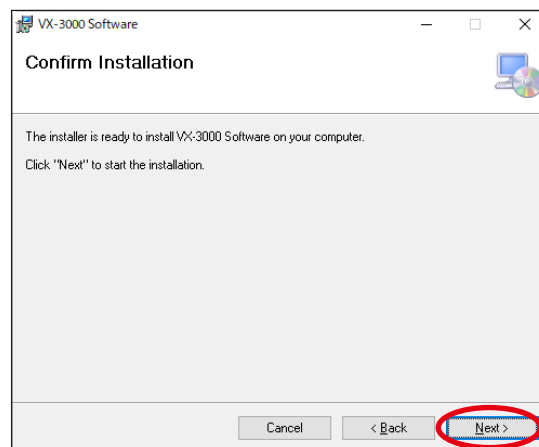 VX-3000 Software
Confirm Installation
The installer is ready to install VX-3000 Software on your computer.
Click "Next" to start the installation.
Cancel
< Back
Next >